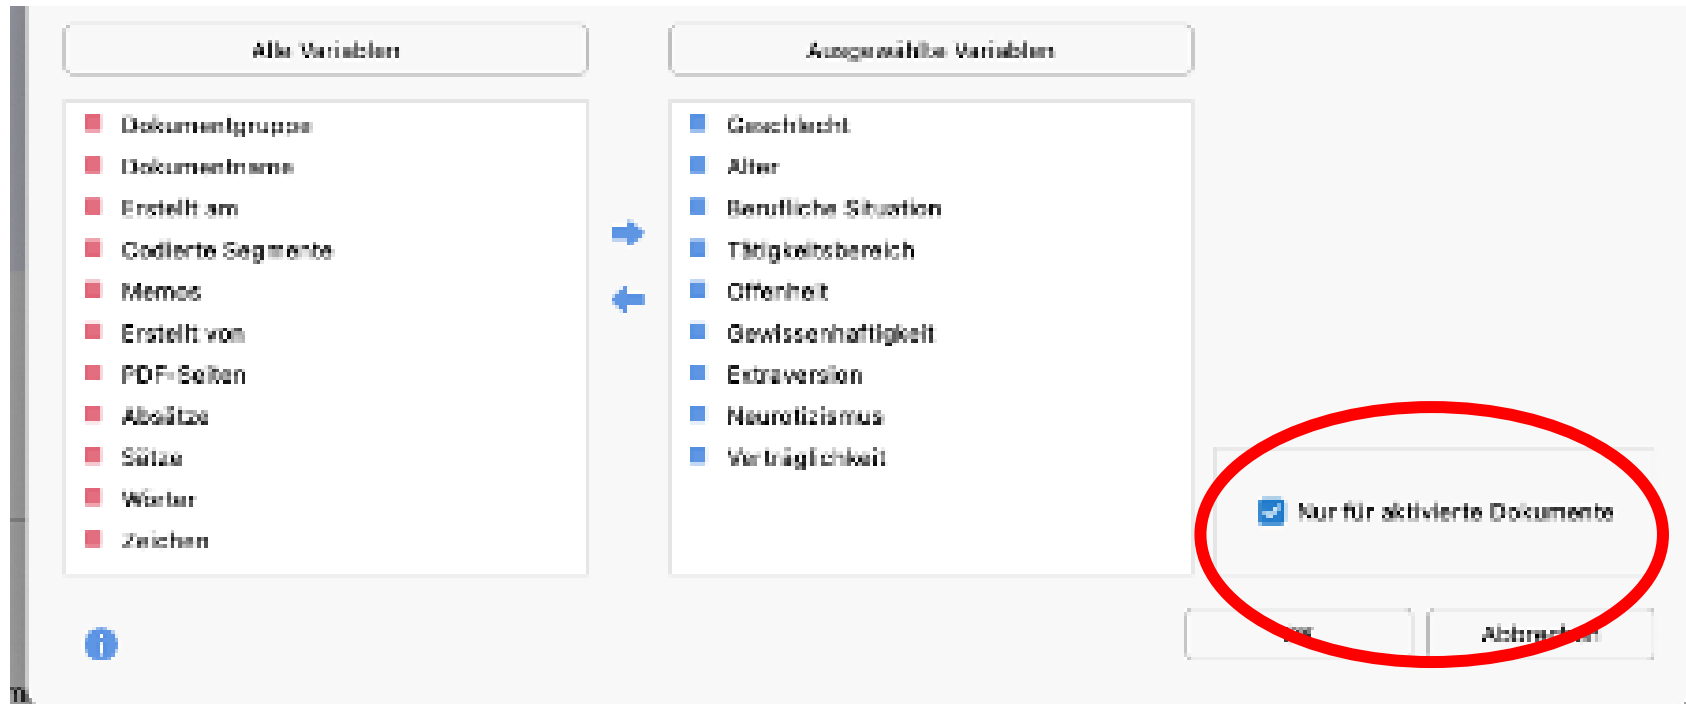 Alle Variablen
Ausgewählte Variablen
Dokumentgruppe
Dokumentname
Erstellt am
Codierte Segmente
Memos
Erstellt von
PDF-Seiten
Absätze
Sätze
Wörter
Zeichen
Geschlecht
Alter
Berufliche Situation
Tätigkeitsbereich
Offenheit
Gewissenhaftigkeit
Extraversion
Neurotizismus
Verträglichkeit
Nur für aktivierte Dokumente
Abbrechen